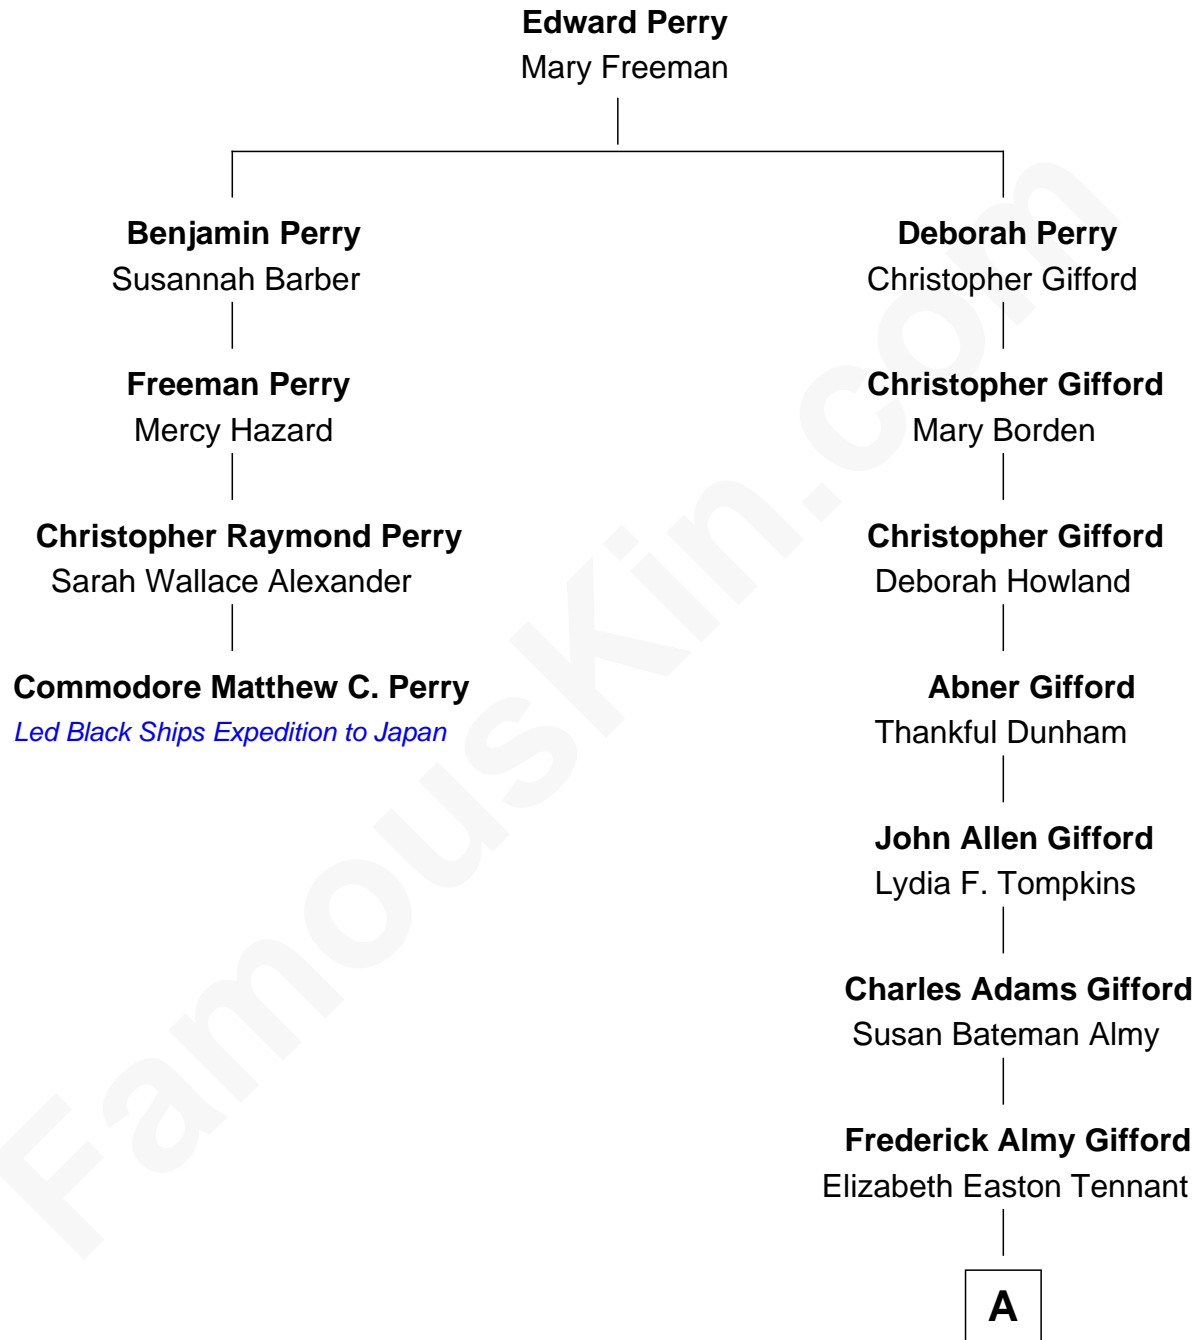 Edward Perry
Mary Freeman
Benjamin Perry
Susannah Barber
Freeman Perry
Mercy Hazard
Christopher Raymond Perry
Sarah Wallace Alexander
Commodore Matthew C. Perry
Led Black Ships Expedition to Japan
Deborah Perry
Christopher Gifford
Christopher Gifford
Mary Borden
Christopher Gifford
Deborah Howland
Abner Gifford
Thankful Dunham
John Allen Gifford
Lydia F. Tompkins
Charles Adams Gifford
Susan Bateman Almy
Frederick Almy Gifford
Elizabeth Easton Tennant
A
FamousKin.com